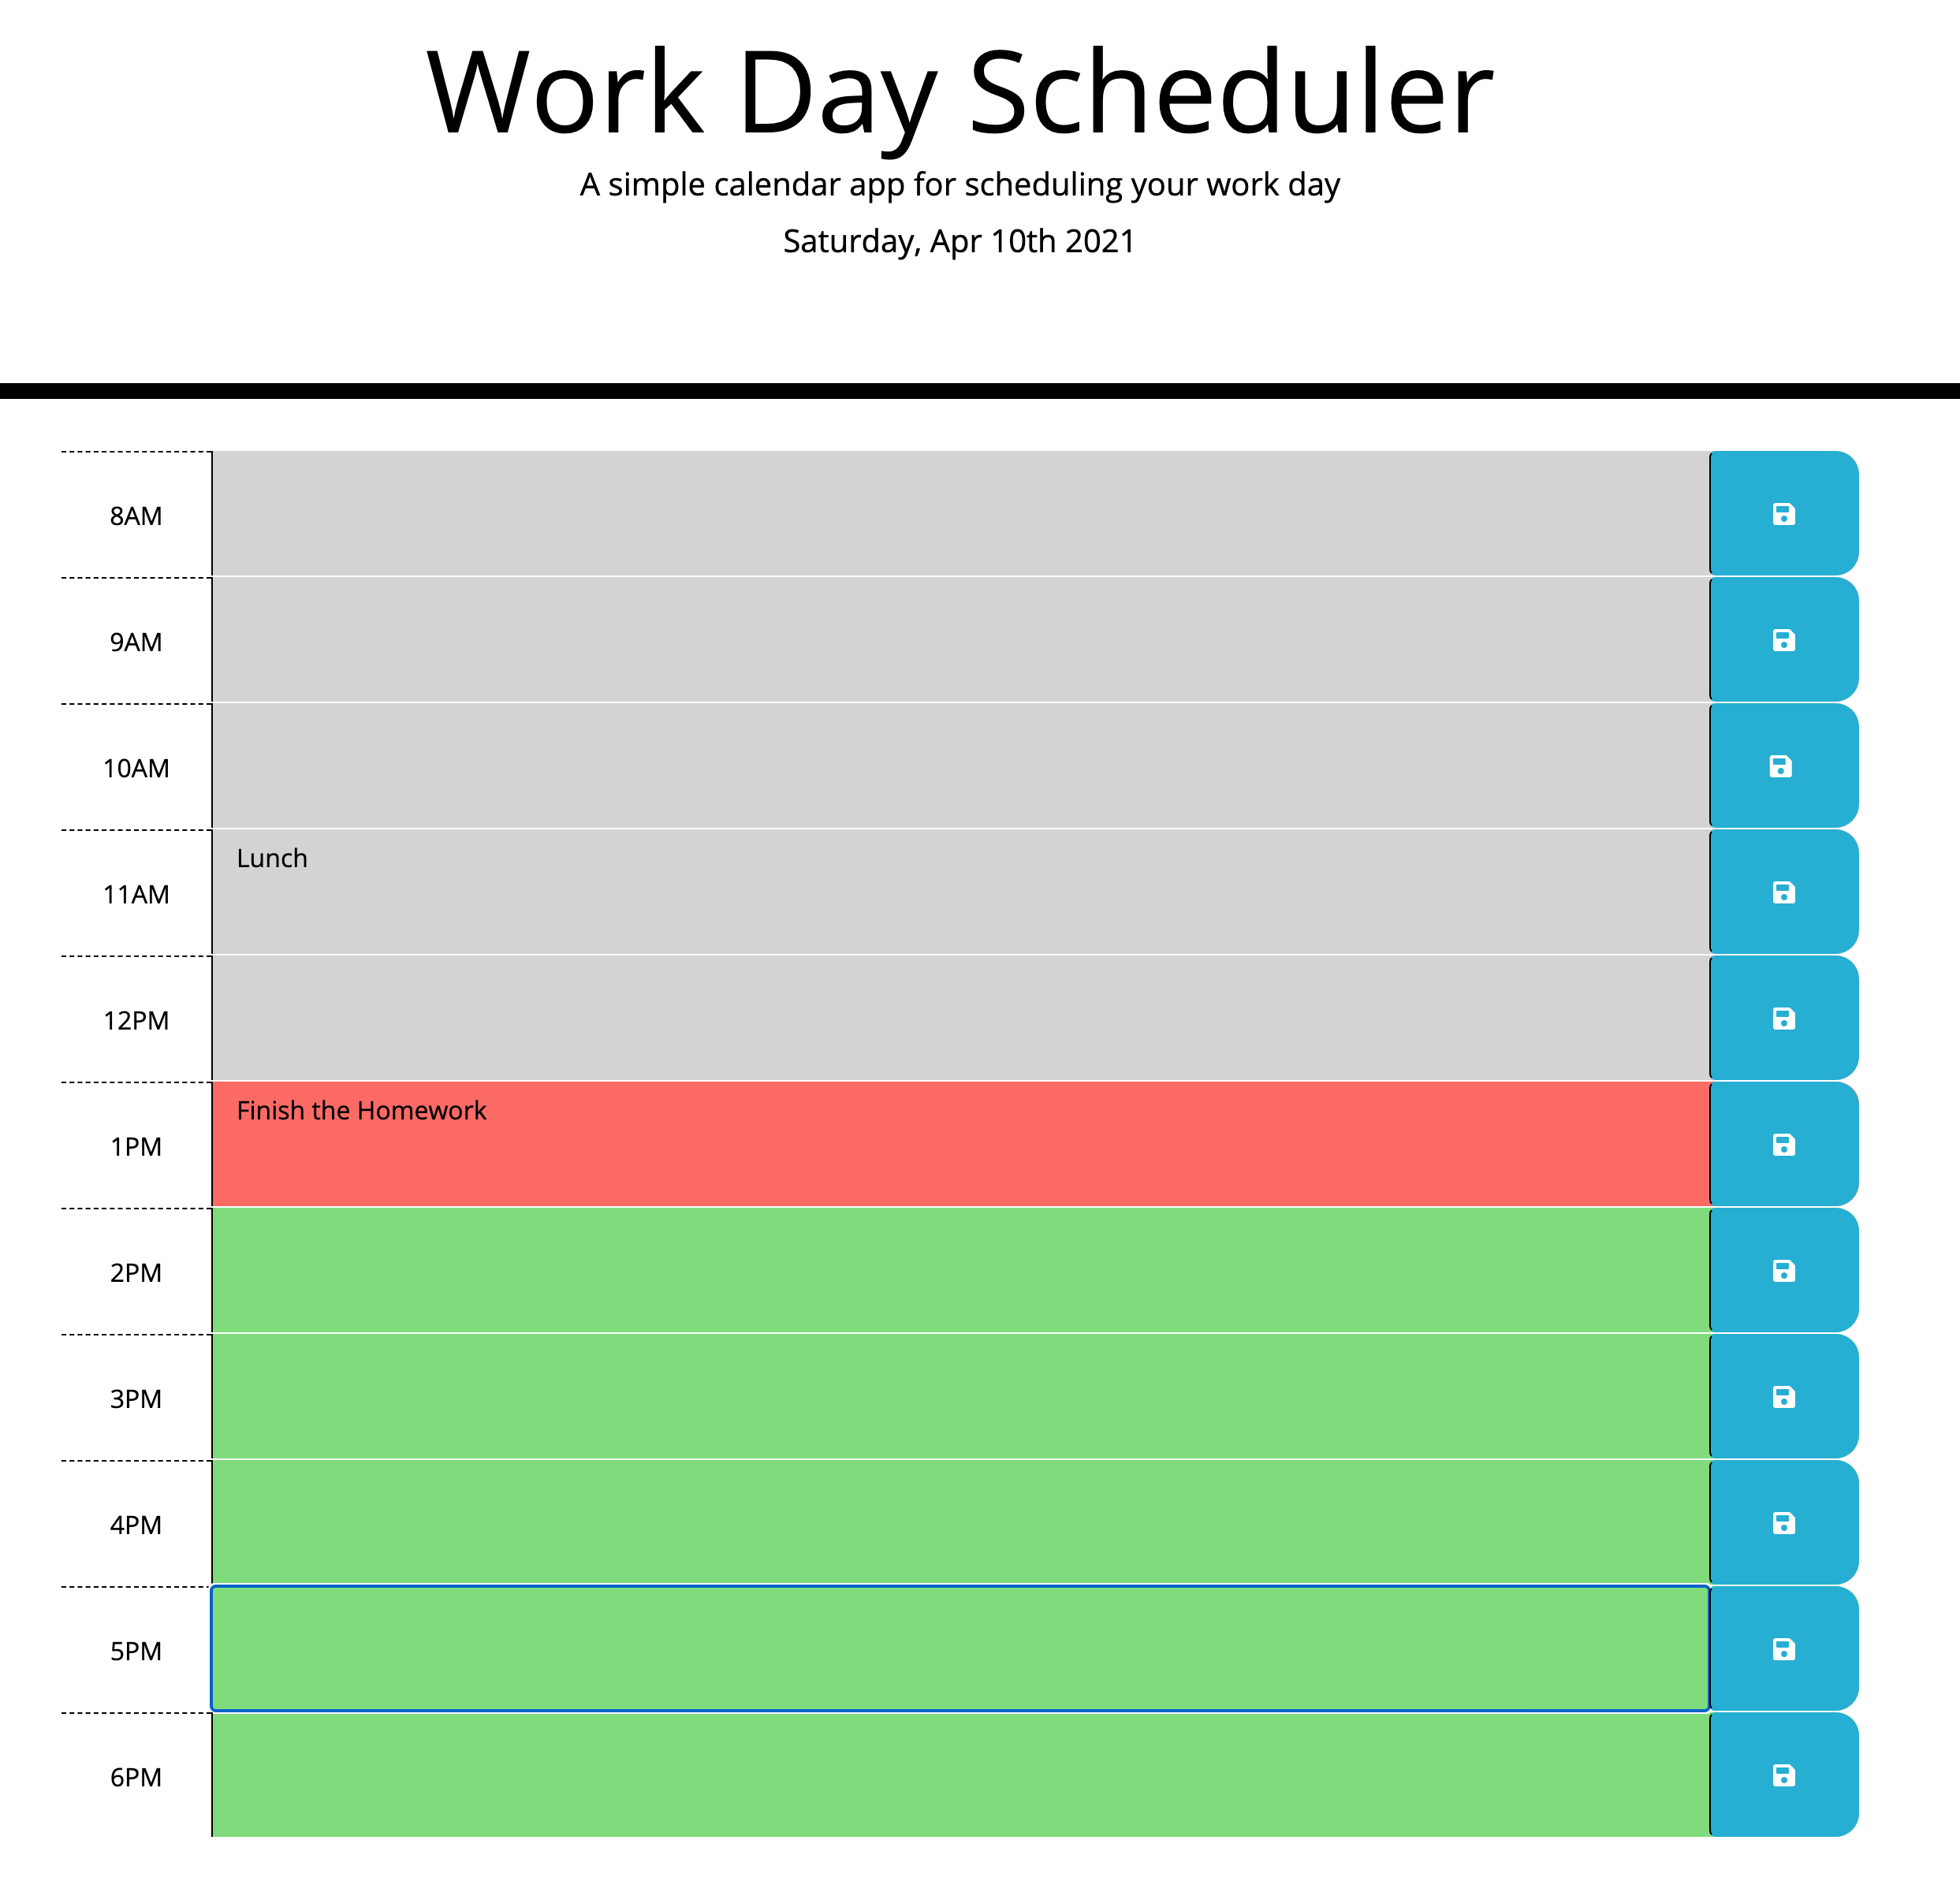 Work Day Scheduler
A simple calendar app for scheduling your work day
Saturday, Apr 10th 2021
8AM
9AM
10AM
Lunch
11AM
12PM
Finish the Homework
1PM
2PM
3PM
4PM
5PM
6PM